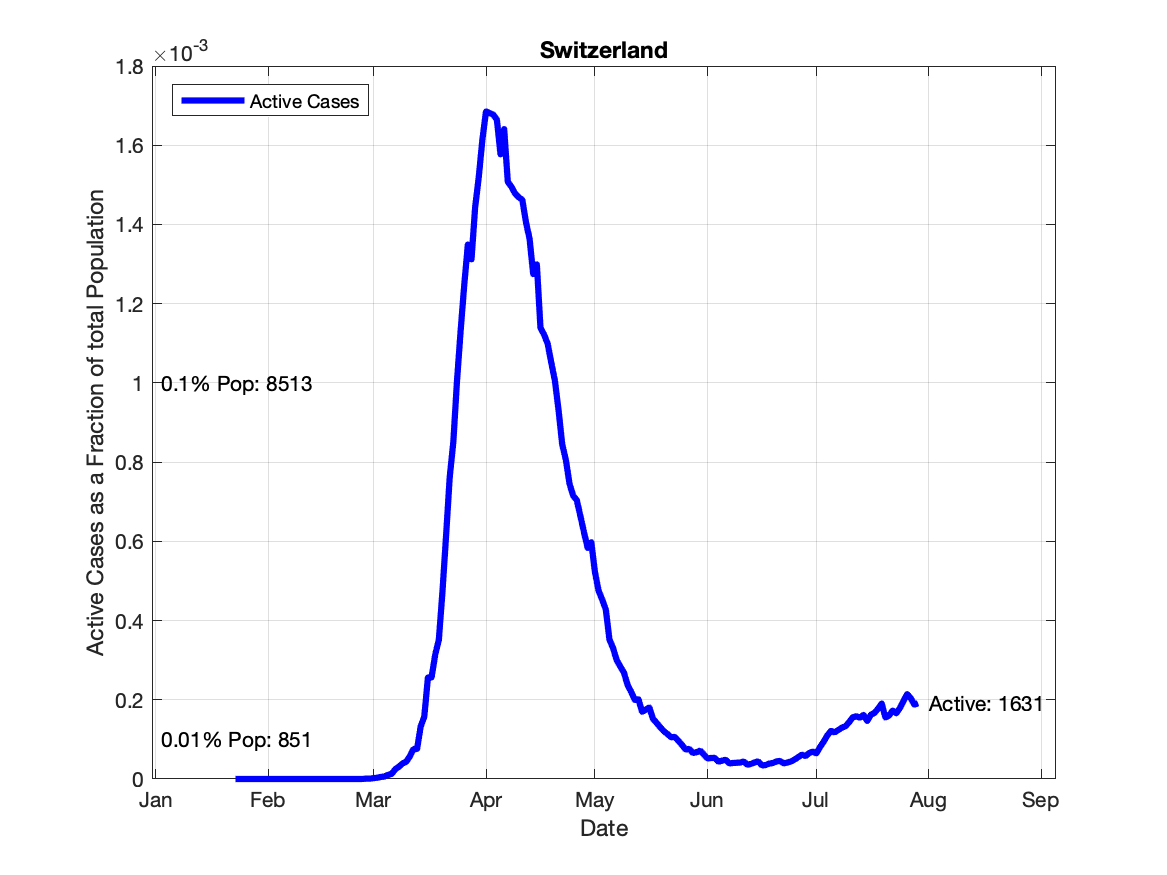 Switzerland
×10-3
1.8
Active Cases
1.6
1.4
1.2
1
0.1% Pop: 8513
0.8
0.6
0.4
0.2
Active: 1631
0.01% Pop: 851
0
Jan Feb Mar Apr May Jun Jul Aug Sep
Date
Active Cases as a Fraction of total Population